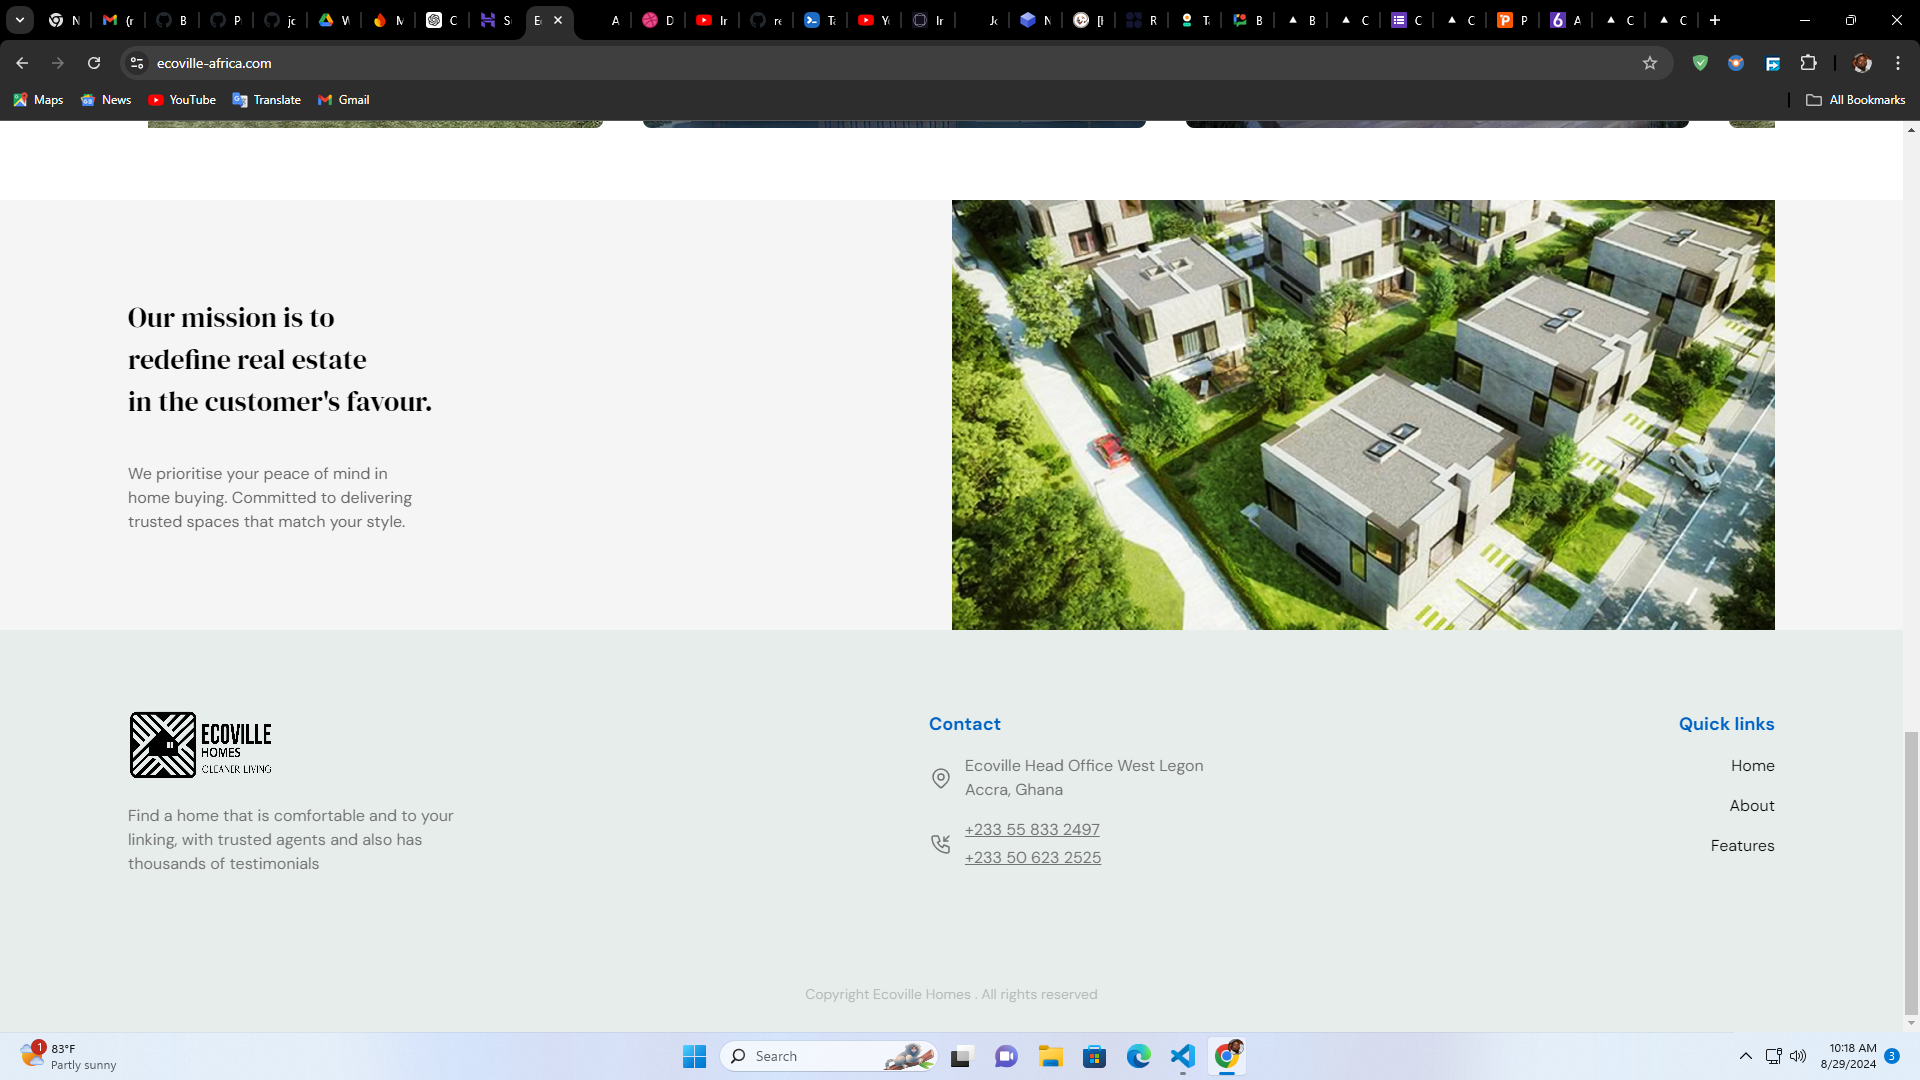 ecoville-africa.com
Maps
News
YouTube
Translate
Gmail
All Bookmarks
Our mission is to
redefine real estate
in the customer's favour.
We prioritise your peace of mind in
home buying. Committed to delivering
trusted spaces that match your style.
ECOVILLE
HOMES
CLEANER LIVING
Find a home that is comfortable and to your
linking, with trusted agents and also has
thousands of testimonials
Contact
Ecoville Head Office West Legon
Accra, Ghana
+233 55 833 2497
+233 50 623 2525
Quick links
Home
About
Features
Copyright Ecoville Homes . All rights reserved
1
83°F
Partly sunny
Search
10:18 AM
8/29/2024
3